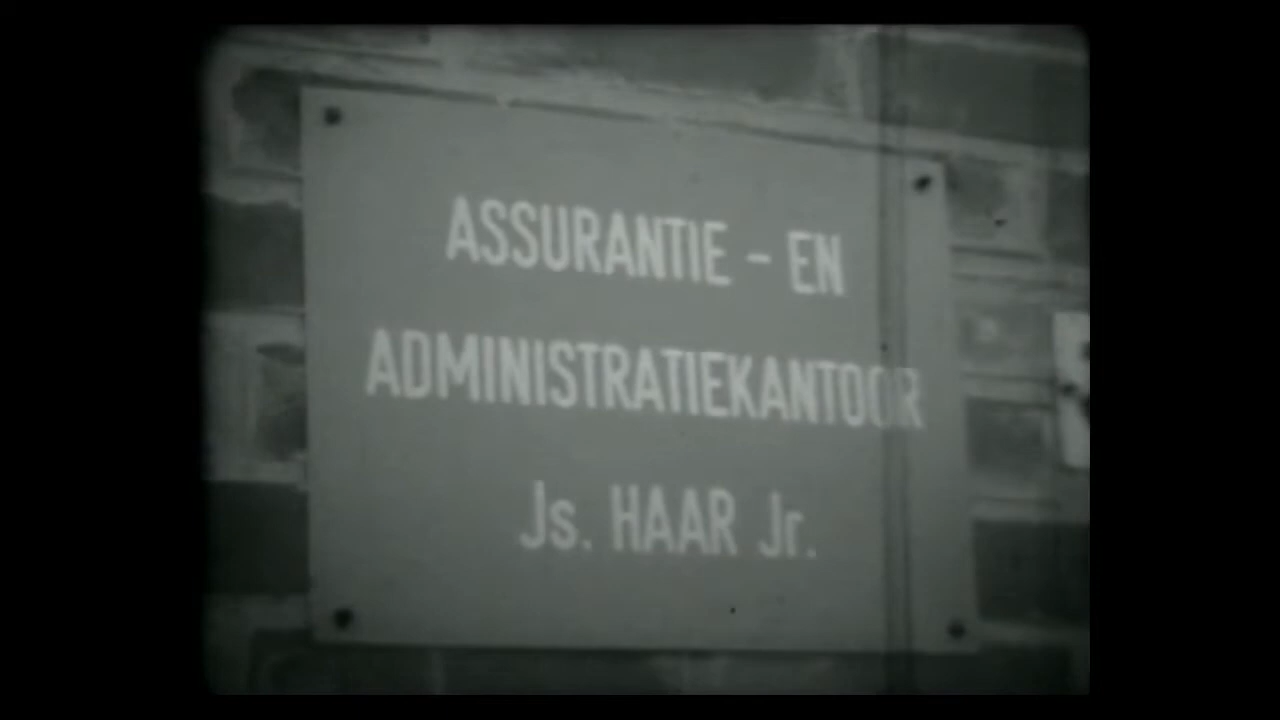 ASSURANTIE - EN
ADMINISTRATIEKANTOOR
Js. HAAR Jr.